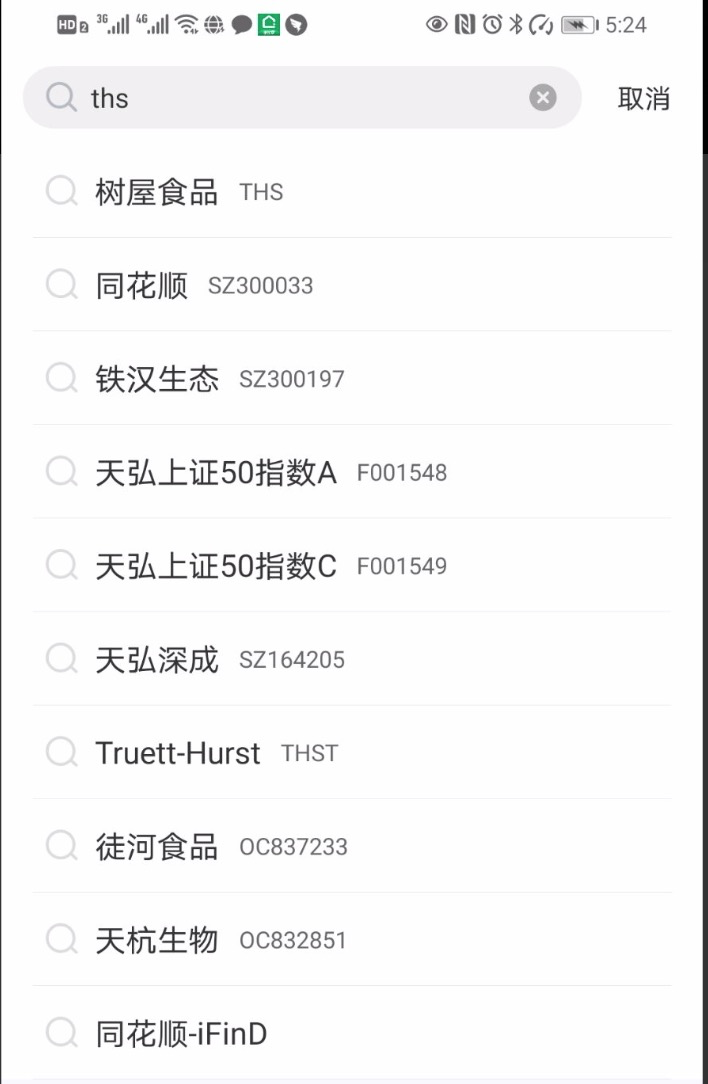 HD 2 3G 4G 5:24
ths 取消
树屋食品 THS
同花顺 SZ300033
铁汉生态 SZ300197
天弘上证50指数A F001548
天弘上证50指数C F001549
天弘深成 SZ164205
Truett-Hurst THST
徒河食品 OC837233
天杭生物 OC832851
同花顺-iFinD